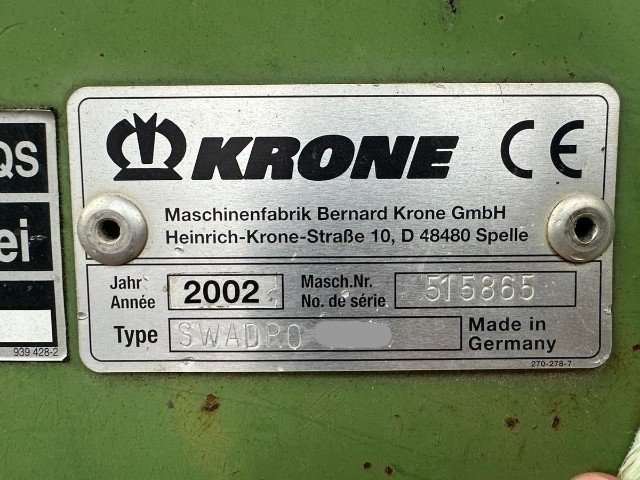 KRONE CE
Maschinenfabrik Bernard Krone GmbH
Heinrich-Krone-Straße 10, D 48480 Spelle
Jahr
Année
2002
Masch.Nr.
No. de série
515865
Type
SWADRO
Made in
Germany
270-278-7
QS
ei
939 428-2